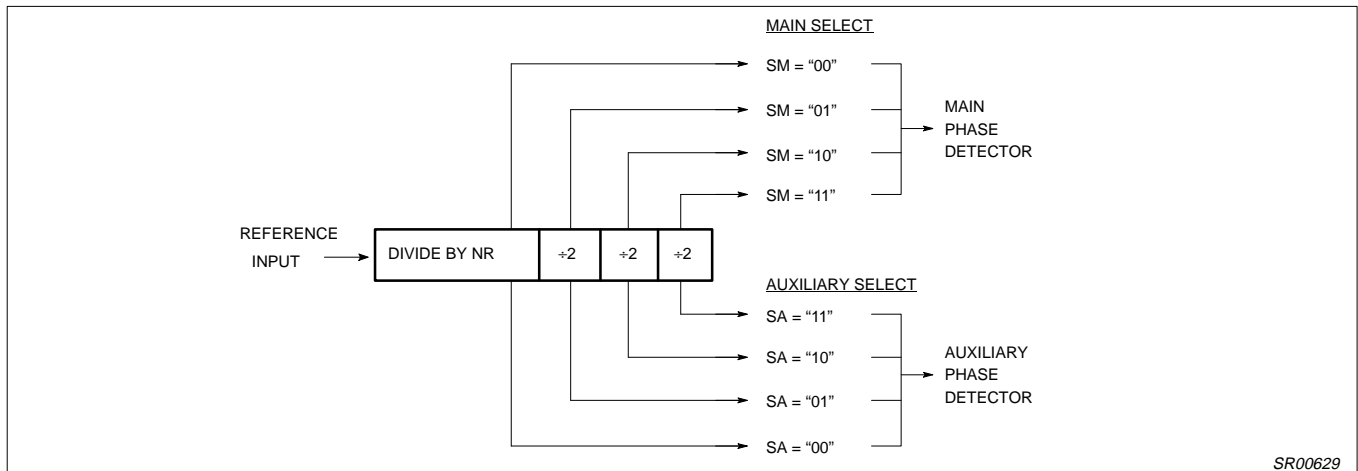 MAIN SELECT
SM = “00”
SM = “01”
SM = “10”
SM = “11”
MAIN
PHASE
DETECTOR
REFERENCE
INPUT
DIVIDE BY NR
÷2
÷2
÷2
AUXILIARY SELECT
SA = “11”
SA = “10”
SA = “01”
SA = “00”
AUXILIARY
PHASE
DETECTOR
SR00629